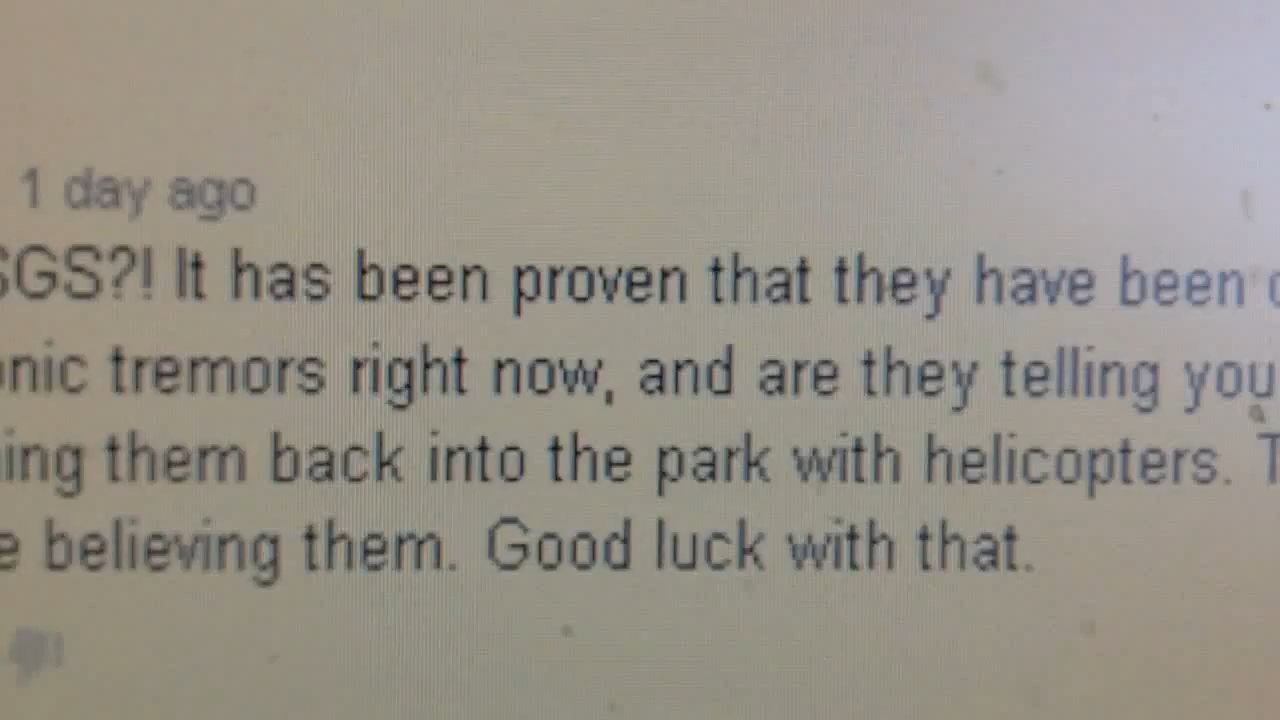 1 day ago
SGS?! It has been proven that they have been
onic tremors right now, and are they telling you
ing them back into the park with helicopters.
e believing them. Good luck with that.